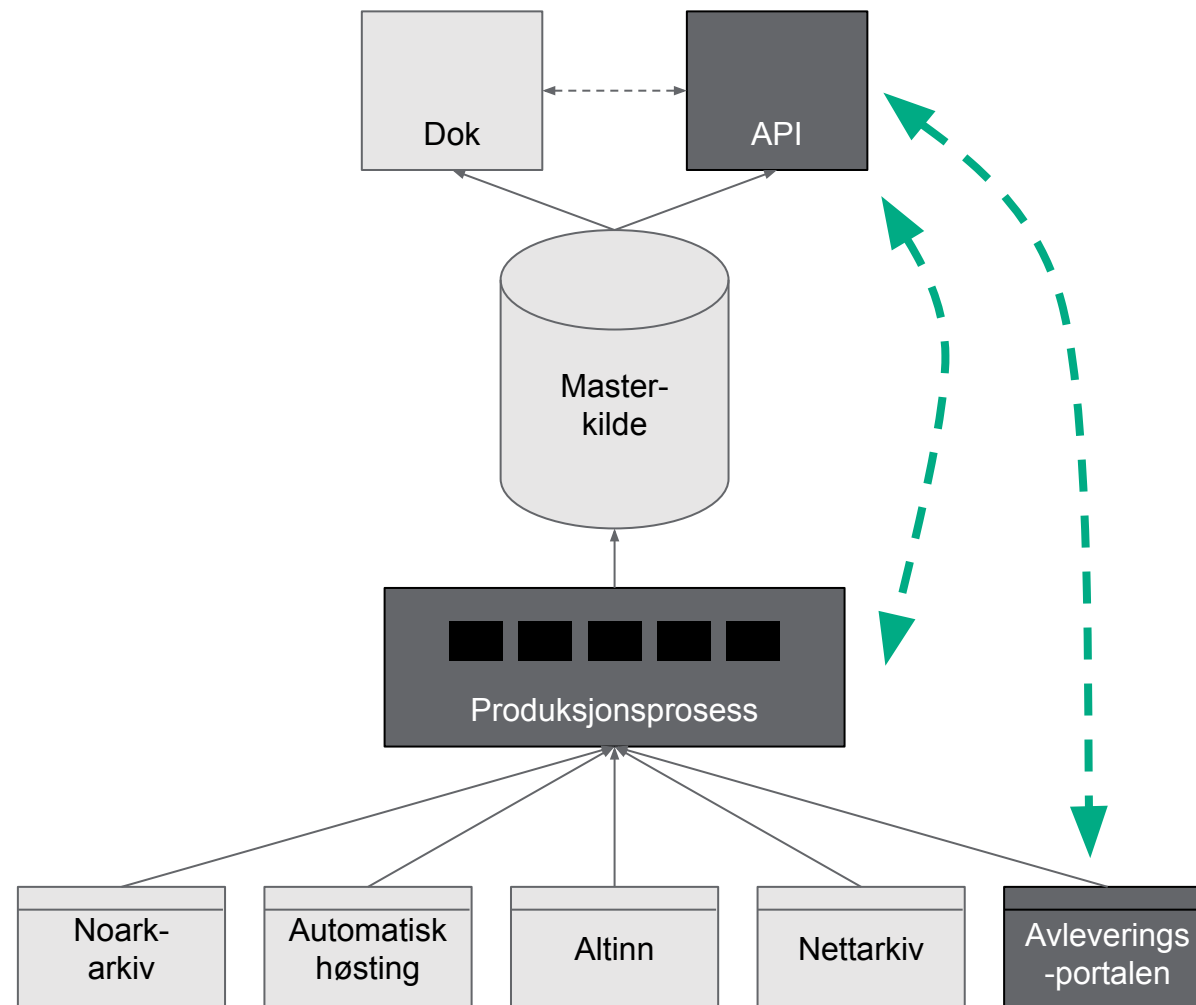 Dok
API
Master-
kilde
Produksjonsprosess
Noark-
arkiv
Automatisk
høsting
Altinn
Nettarkiv
Avleverings
-portalen